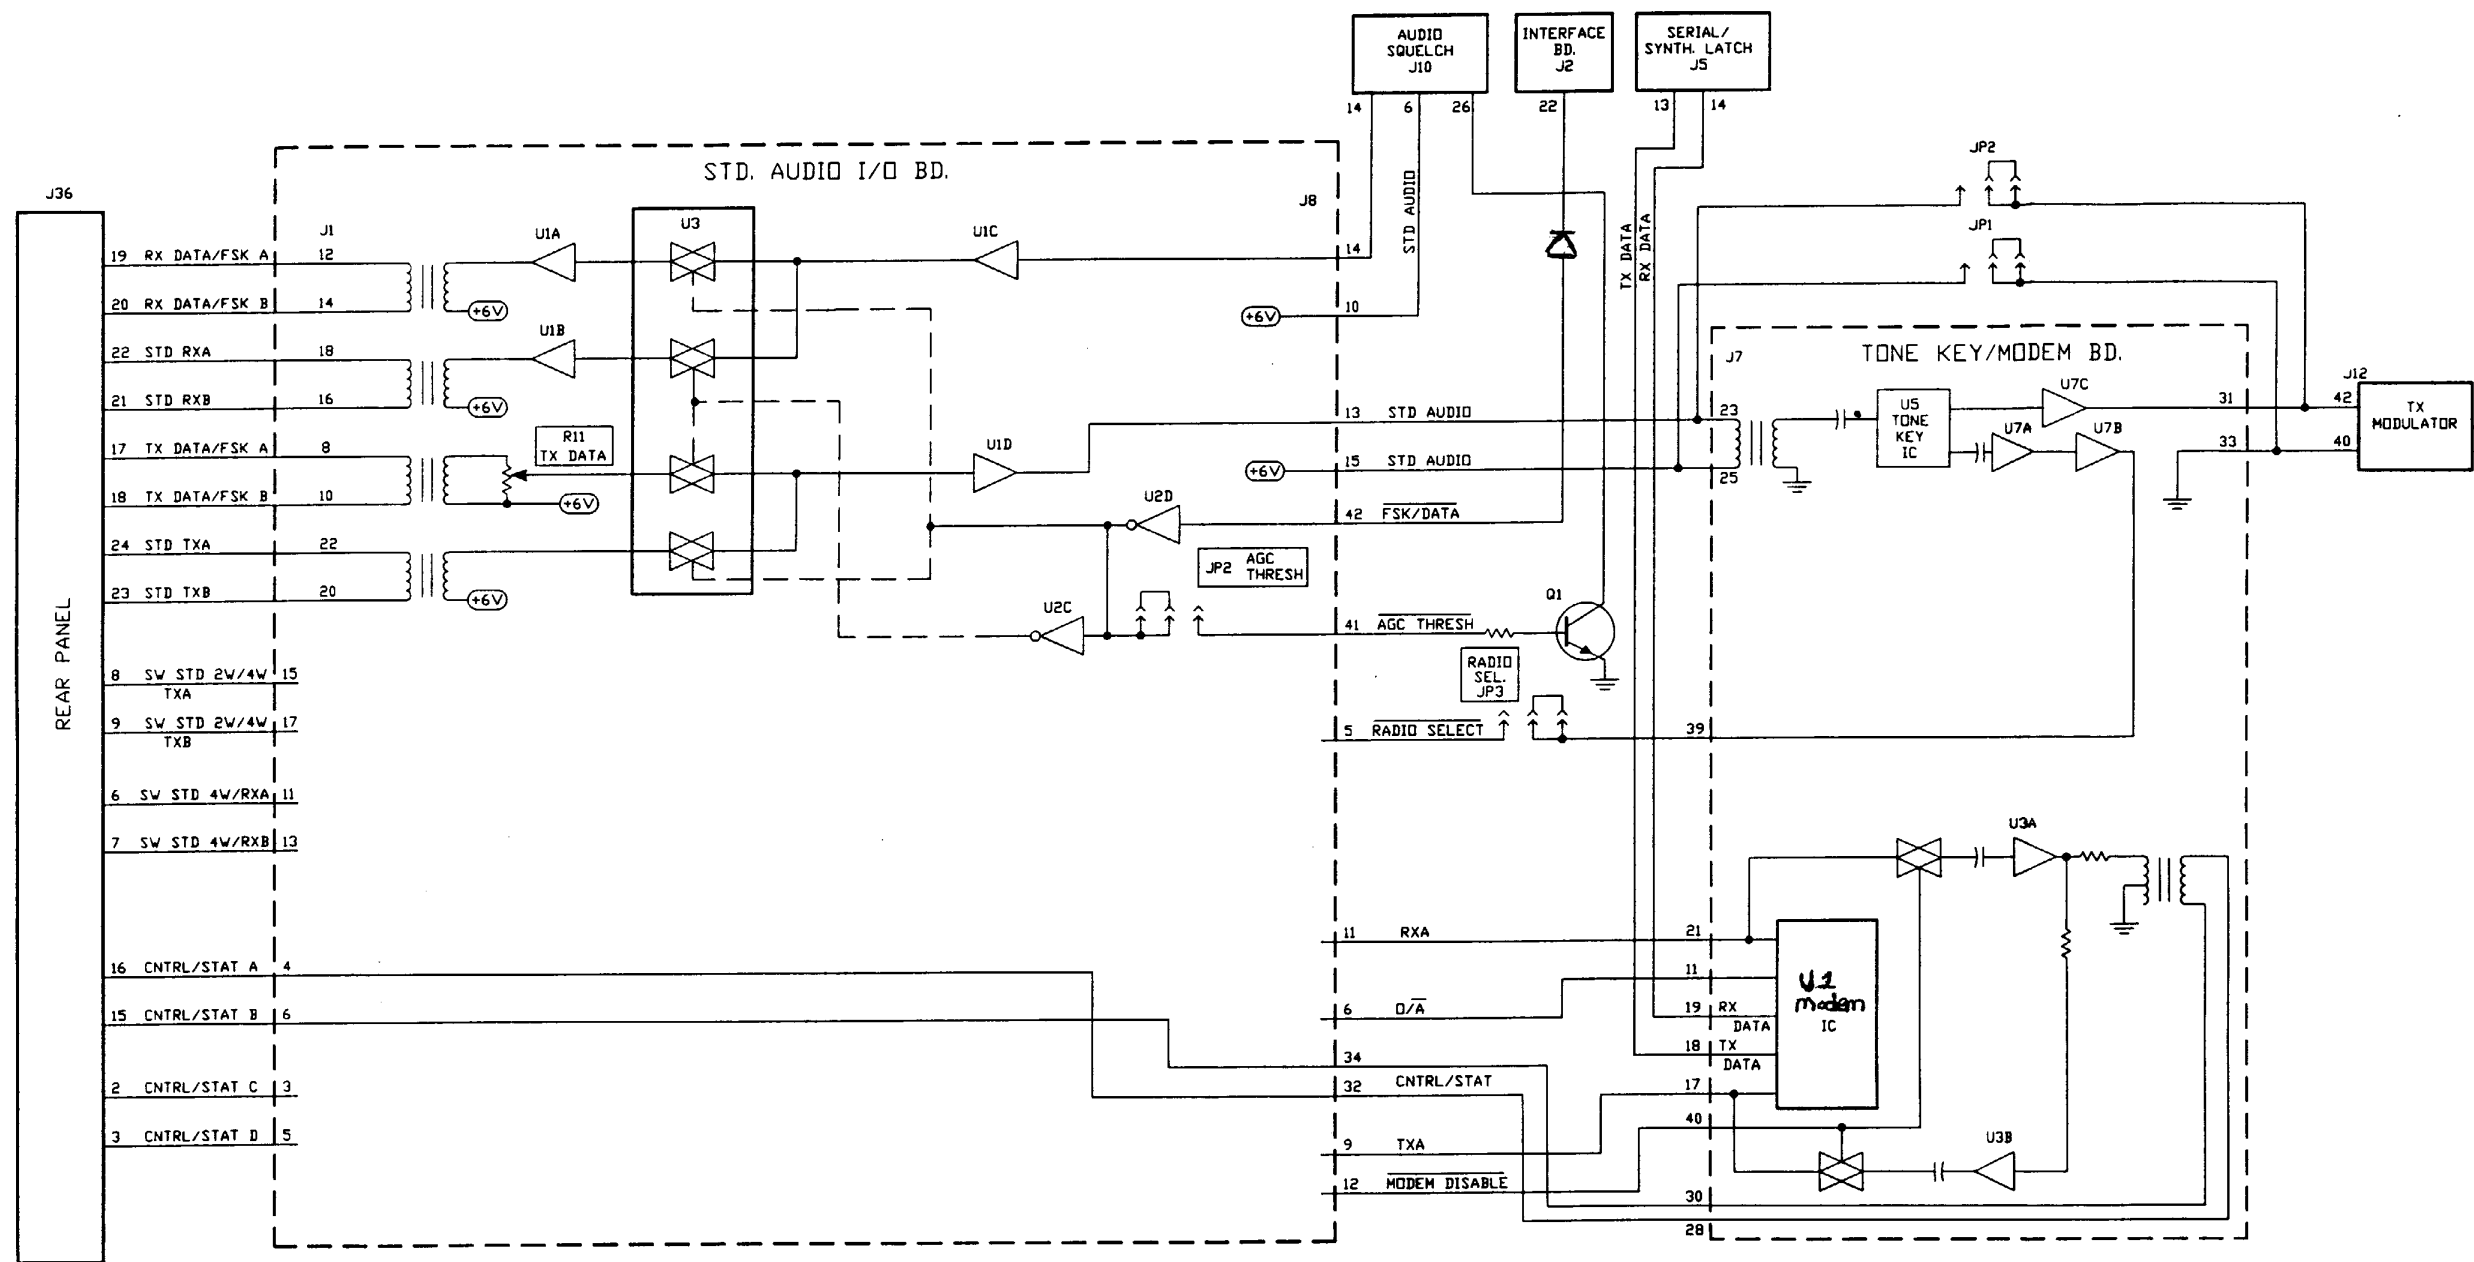 AUDIO
SQUELCH
J10
INTERFACE
BD.
J2
SERIAL/
SYNTH. LATCH
J5
14
6
26
22
13
14
STD AUDIO
TX DATA
RX DATA
JP2
JP1
J36
REAR PANEL
STD. AUDIO I/O BD.
J8
J1
U3
19 RX DATA/FSK A 12
20 RX DATA/FSK B 14
22 STD RXA 18
21 STD RXB 16
17 TX DATA/FSK A 8
18 TX DATA/FSK B 10
24 STD TXA 22
23 STD TXB 20
8 SW STD 2W/4W 15
TXA
9 SW STD 2W/4W 17
TXB
6 SW STD 4W/RXA 11
7 SW STD 4W/RXB 13
16 CNTRL/STAT A 4
15 CNTRL/STAT B 6
2 CNTRL/STAT C 3
3 CNTRL/STAT D 5
U1A
+6V
U1B
+6V
R11
TX DATA
+6V
+6V
U1C
U1D
U2D
U2C
JP2 AGC
THRESH
14
+6V
10
13 STD AUDIO
+6V
15 STD AUDIO
42 FSK/DATA
41 AGC THRESH
Q1
RADIO
SEL.
JP3
5 RADIO SELECT
39
11 RXA 21
6 O/A 11
34
32 CNTRL/STAT
9 TXA 17
12 MODEM DISABLE 40
30
28
TONE KEY/MODEM BD.
J7
23
25
U5
TONE
KEY
IC
U7C
U7A
U7B
31
33
J12
42
40
TX
MODULATOR
U3A
U1
modem
IC
19 RX
DATA
18 TX
DATA
U3B